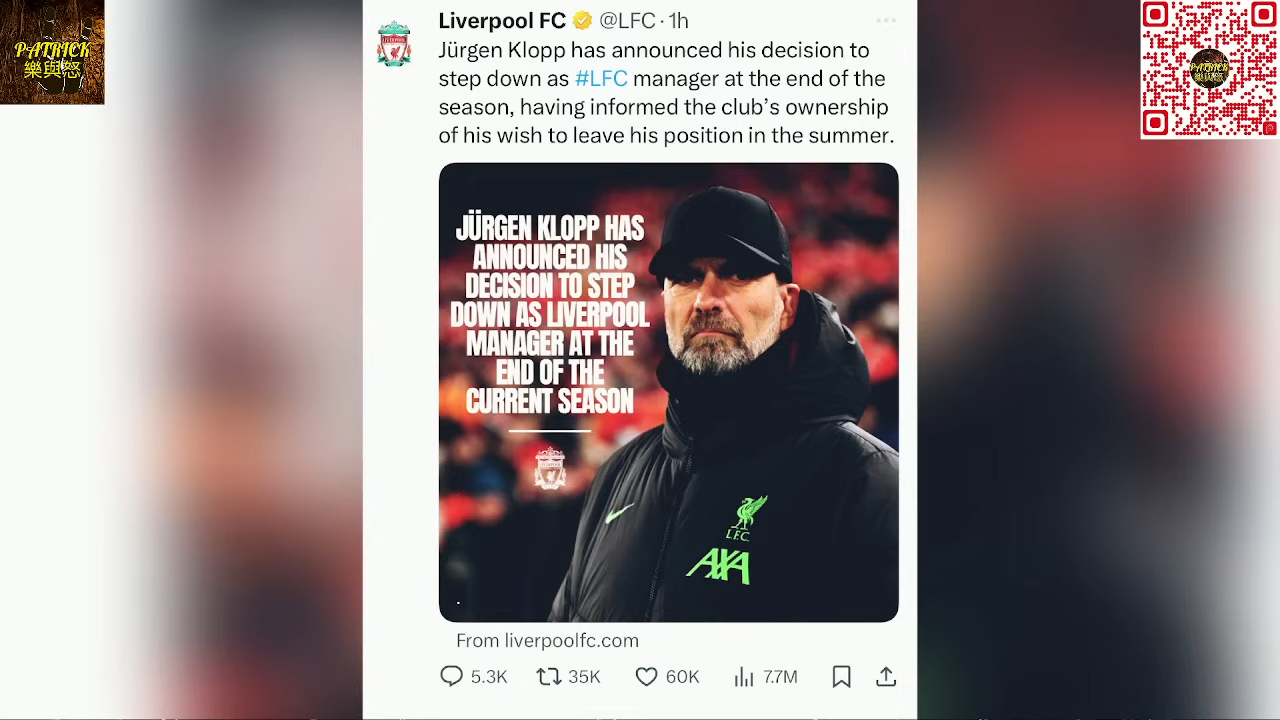 PATRICK
樂與怒
Liverpool FC @LFC · 1h
Jürgen Klopp has announced his decision to
step down as #LFC manager at the end of the
season, having informed the club’s ownership
of his wish to leave his position in the summer.
JÜRGEN KLOPP HAS
ANNOUNCED HIS
DECISION TO STEP
DOWN AS LIVERPOOL
MANAGER AT THE
END OF THE
CURRENT SEASON
L.F.C.
AXA
From liverpoolfc.com
5.3K 35K 60K 7.7M